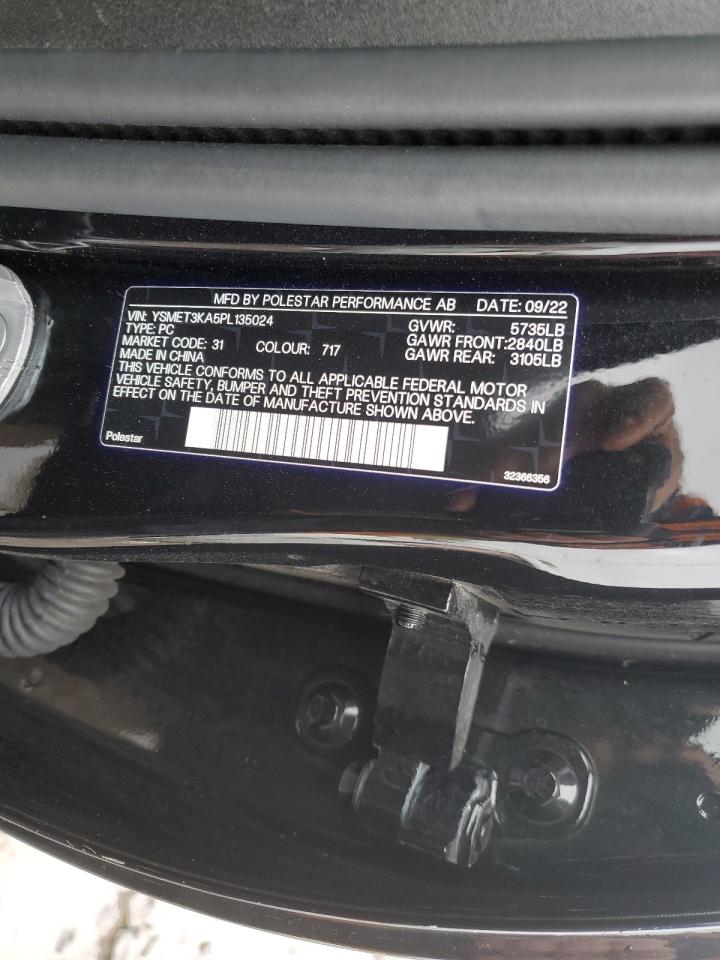 MFD BY POLESTAR PERFORMANCE AB DATE: 09/22
VIN: YSMET3KA5PL135024 GVWR: 5735LB
TYPE: PC GAWR FRONT:2840LB
MARKET CODE: 31 COLOUR: 717 GAWR REAR: 3105LB
MADE IN CHINA
THIS VEHICLE CONFORMS TO ALL APPLICABLE FEDERAL MOTOR
VEHICLE SAFETY, BUMPER AND THEFT PREVENTION STANDARDS IN
EFFECT ON THE DATE OF MANUFACTURE SHOWN ABOVE.
Polestar
32366356